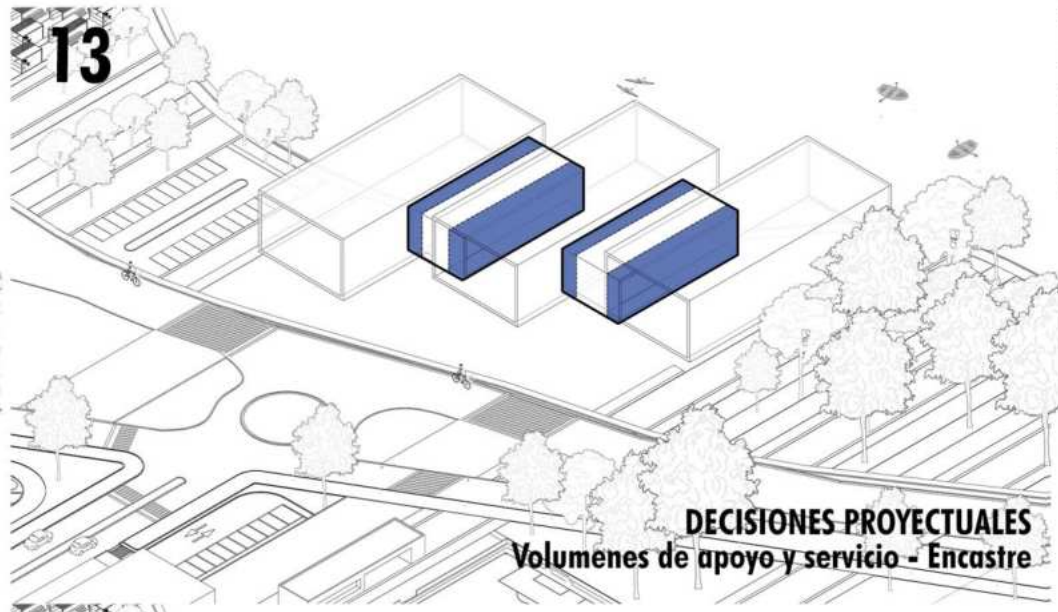 13
DECISIONES PROYECTUALES
Volumenes de apoyo y servicio - Encastre